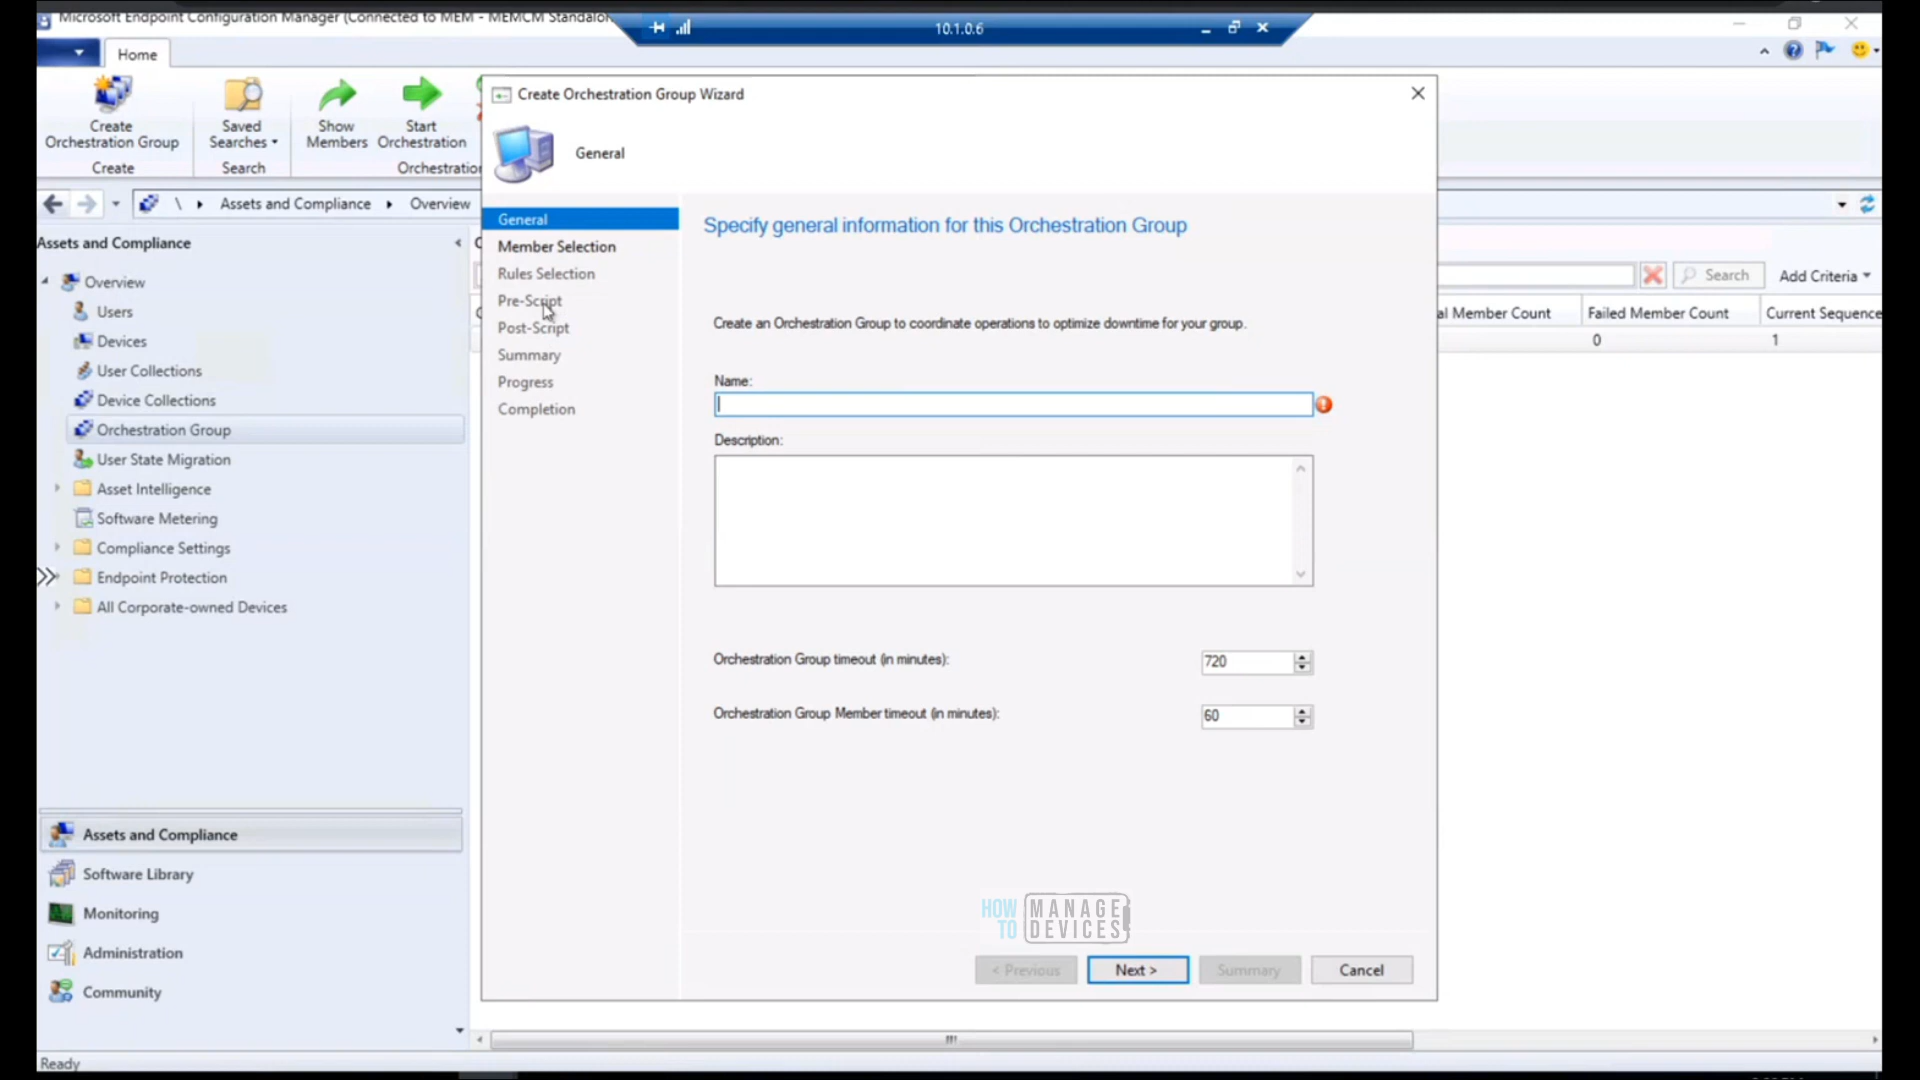 Microsoft Endpoint Configuration Manager (Connected to MEM - MEMCM Standalon
10.1.0.6
Home
Create
Orchestration Group
Saved
Searches
Show
Members
Start
Orchestration
Create
Search
Orchestration
\ Assets and Compliance Overview
Assets and Compliance
Overview
Users
Devices
User Collections
Device Collections
Orchestration Group
User State Migration
Asset Intelligence
Software Metering
Compliance Settings
Endpoint Protection
All Corporate-owned Devices
Assets and Compliance
Software Library
Monitoring
Administration
Community
Ready
Create Orchestration Group Wizard
General
General
Member Selection
Rules Selection
Pre-Script
Post-Script
Summary
Progress
Completion
Specify general information for this Orchestration Group
Create an Orchestration Group to coordinate operations to optimize downtime for your group.
Name:
Description:
Orchestration Group timeout (in minutes):
720
Orchestration Group Member timeout (in minutes):
60
HOW TO MANAGE DEVICES
< Previous
Next >
Summary
Cancel
Search
Add Criteria
al Member Count
Failed Member Count
Current Sequence
0
1